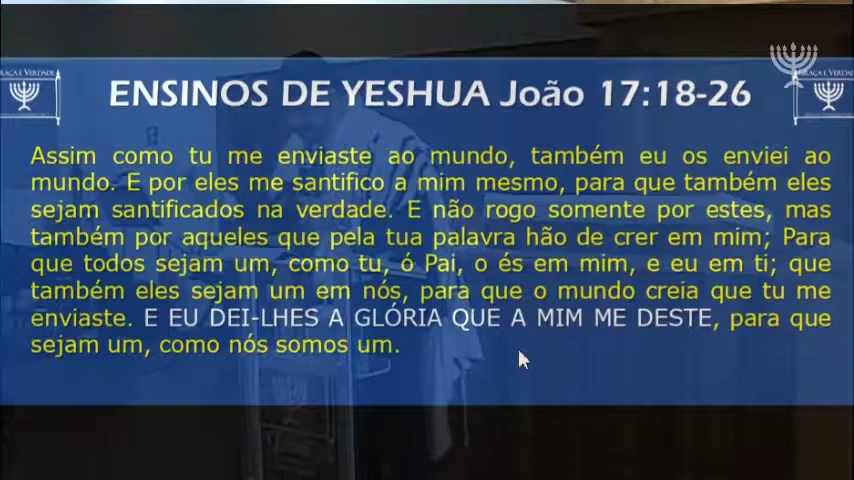 RAÇA E VERDADE
RAÇA E VERDADE
ENSINOS DE YESHUA João 17:18-26
Assim como tu me enviaste ao mundo, também eu os enviei ao
mundo. E por eles me santifico a mim mesmo, para que também eles
sejam santificados na verdade. E não rogo somente por estes, mas
também por aqueles que pela tua palavra hão de crer em mim; Para
que todos sejam um, como tu, ó Pai, o és em mim, e eu em ti; que
também eles sejam um em nós, para que o mundo creia que tu me
enviaste. E EU DEI-LHES A GLÓRIA QUE A MIM ME DESTE, para que
sejam um, como nós somos um.